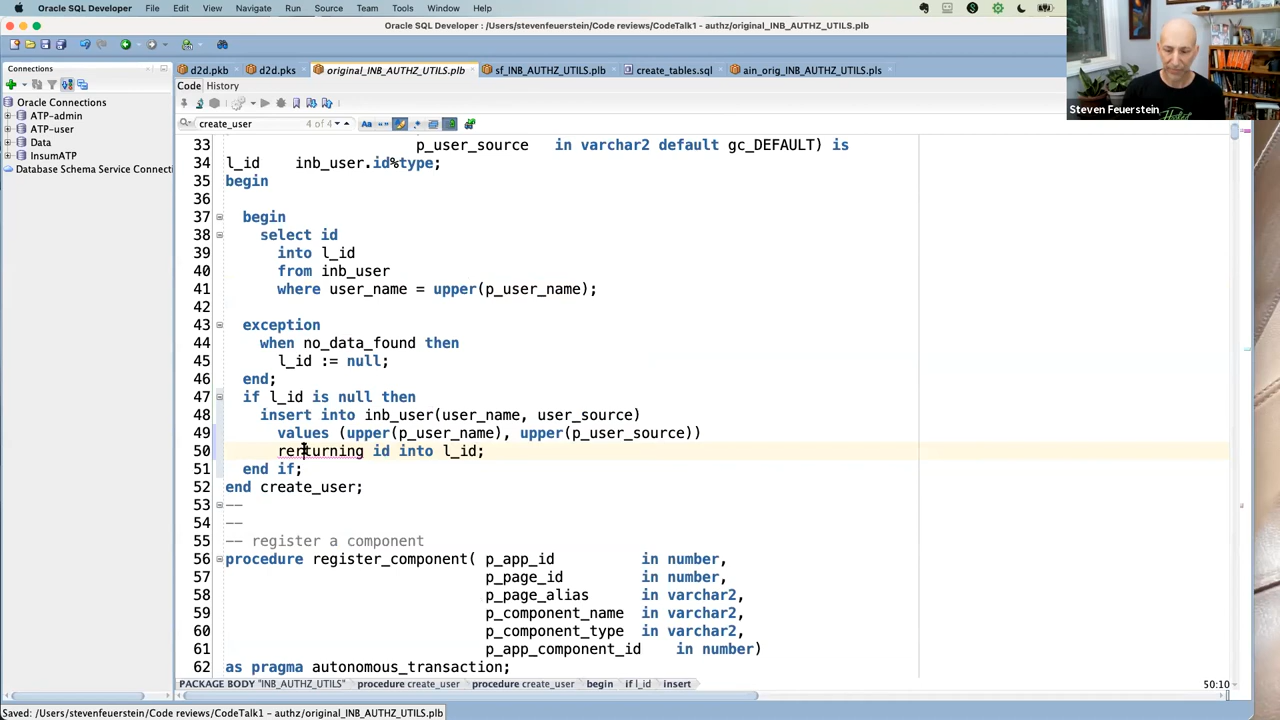 SQL Developer File Edit View Navigate Run Source Team Tools Window Help
Oracle SQL Developer : /Users/stevenfeuerstein/Code reviews/CodeTalk1 - authz/original_INB_AUTHZ_UTILS.plb
Connections
d2d.pkb d2d.pks original_INB_AUTHZ_UTILS.plb sf_INB_AUTHZ_UTILS.plb create_tables.sql ain_orig_INB_AUTHZ_UTILS.pls
Code History
Oracle Connections
ATP-admin
ATP-user
Data
InsumATP
Database Schema Service Connecti
create_user 4 of 4 Aa
33 p_user_source in varchar2 default gc_DEFAULT) is
34 l_id inb_user.id%type;
35 begin
36
37 begin
38 select id
39 into l_id
40 from inb_user
41 where user_name = upper(p_user_name);
42
43 exception
44 when no_data_found then
45 l_id := null;
46 end;
47 if l_id is null then
48 insert into inb_user(user_name, user_source)
49 values (upper(p_user_name), upper(p_user_source))
50 rerturning id into l_id;
51 end if;
52 end create_user;
53 --
54 --
55 -- register a component
56 procedure register_component( p_app_id in number,
57 p_page_id in number,
58 p_page_alias in varchar2,
59 p_component_name in varchar2,
60 p_component_type in varchar2,
61 p_app_component_id in number)
62 as pragma autonomous_transaction;
PACKAGE BODY "INB_AUTHZ_UTILS" procedure create_user procedure create_user begin if l_id insert
50:10
Saved: /Users/stevenfeuerstein/Code reviews/CodeTalk1 - authz/original_INB_AUTHZ_UTILS.plb
Steven Feuerstein